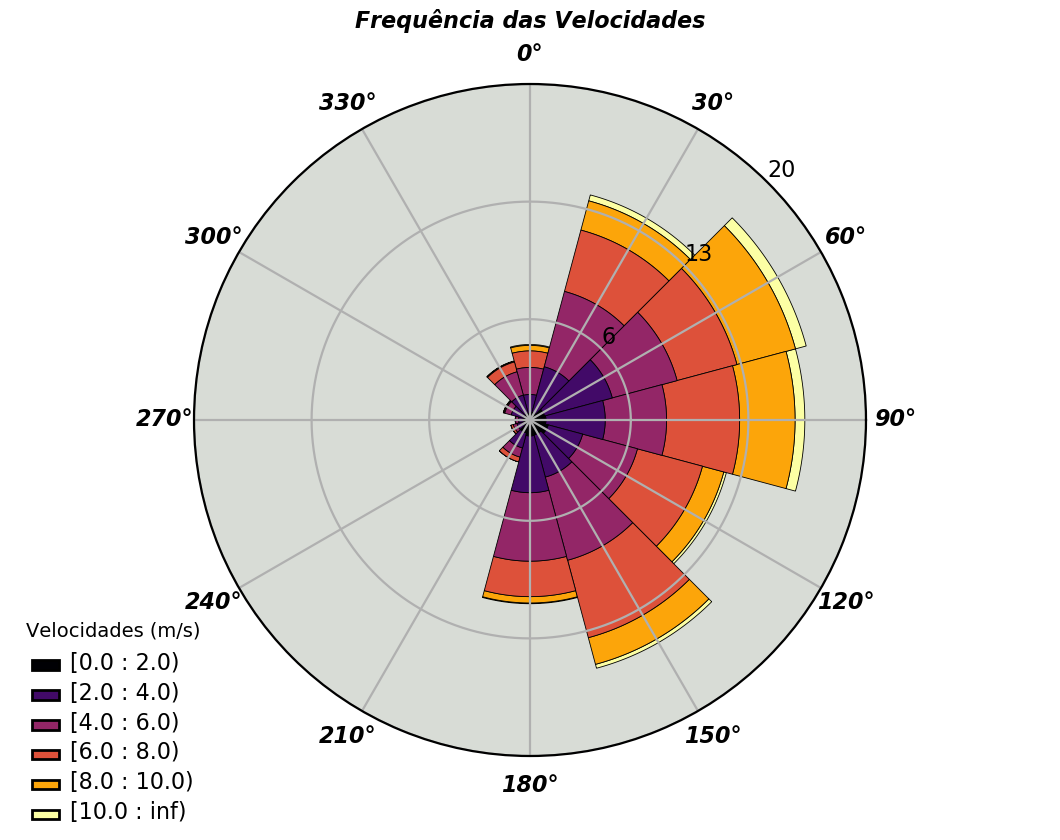 Frequência das Velocidades
0°
330°
30°
20
300°
60°
13
6
270°
90°
240°
120°
Velocidades (m/s)
[0.0 : 2.0)
[2.0 : 4.0)
[4.0 : 6.0)
210°
150°
[6.0 : 8.0)
180°
[8.0 : 10.0)
[10.0 : inf)